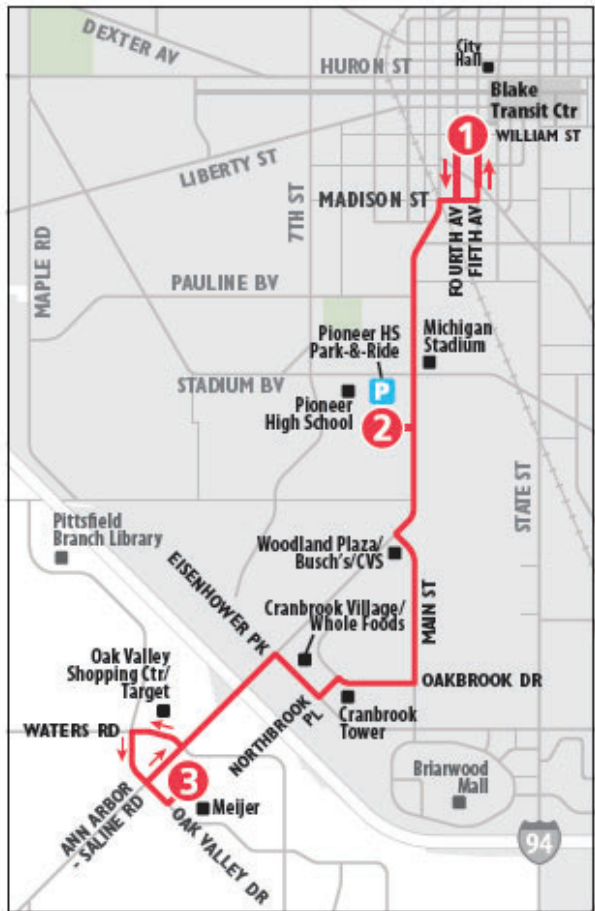 DEXTER AV
City
Hall
HURON ST
Blake
Transit Ctr
1
WILLIAM ST
LIBERTY ST
MADISON ST
7TH ST
FOURTH AV
FIFTH AV
MAPLE RD
PAULINE BV
Pioneer HS
Park-&-Ride
Michigan
Stadium
STADIUM BV
P
Pioneer
High School
2
STATE ST
Pittsfield
Branch Library
Woodland Plaza/
Busch's/CVS
EISENHOWER PK
Cranbrook Village/
Whole Foods
MAIN ST
Oak Valley
Shopping Ctr/
Target
OAKBROOK DR
NORTHBROOK
PL
Cranbrook
Tower
WATERS RD
3
Meijer
Briarwood
Mall
ANN ARBOR
- SALINE RD
OAK VALLEY DR
94